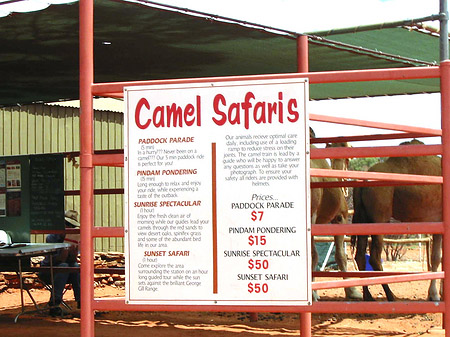 Camel Safaris
PADDOCK PARADE
(5 min)
In a hurry??? Never been on a
camel??? Our 5 min paddock ride
is perfect for you!
PINDAM PONDERING
(15 min)
Long enough to relax and enjoy
your ride, while experiencing a
taste of the outback.
SUNRISE SPECTACULAR
(1 hour)
Enjoy the fresh clean air of
morning while our guides lead your
camels through the red sands to
view desert oaks, spinifex grass
and some of the abundant bird
life in our area.
SUNSET SAFARI
(1 hour)
Come explore the area
surrounding the station on an hour
long guided tour while the sun
sets against the brilliant George
Gill Range
Our animals recieve optimal care
daily, including use of a loading
ramp to reduce stress on their
joints. The camel train is lead by a
guide who will be happy to answer
any questions as well as take your
photograph. To ensure your
safety all riders are provided with
helmets.
Prices...
PADDOCK PARADE
$7
PINDAM PONDERING
$15
SUNRISE SPECTACULAR
$50
SUNSET SAFARI
$50